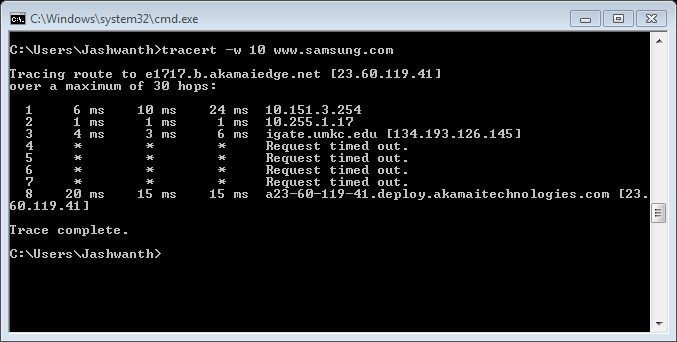 C:\Windows\system32\cmd.exe
C:\Users\Jashwanth>tracert -w 10 www.samsung.com
Tracing route to e1717.b.akamaiedge.net [23.60.119.41]
over a maximum of 30 hops:
1 6 ms 10 ms 24 ms 10.151.3.254
2 1 ms 1 ms 1 ms 10.255.1.17
3 4 ms 3 ms 6 ms igate.umkc.edu [134.193.126.145]
4 * * * Request timed out.
5 * * * Request timed out.
6 * * * Request timed out.
7 * * * Request timed out.
8 20 ms 15 ms 15 ms a23-60-119-41.deploy.akamaitechnologies.com [23.
60.119.41]
Trace complete.
C:\Users\Jashwanth>